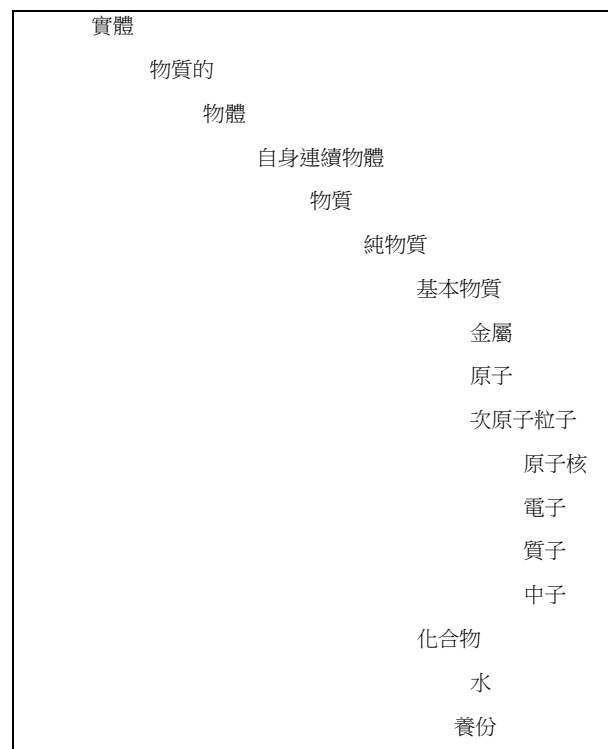 實體
物質的
物體
自身連續物體
物質
純物質
基本物質
金屬
原子
次原子粒子
原子核
電子
質子
中子
化合物
水
養份